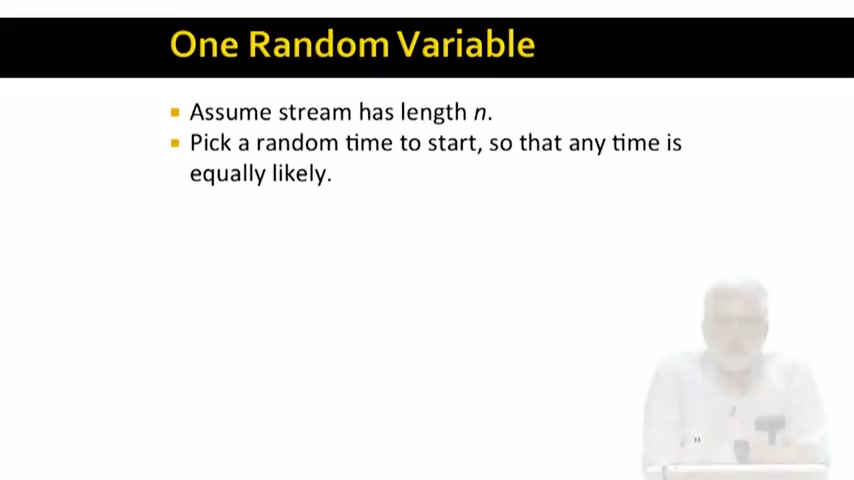 One Random Variable
Assume stream has length n.
Pick a random time to start, so that any time is
equally likely.